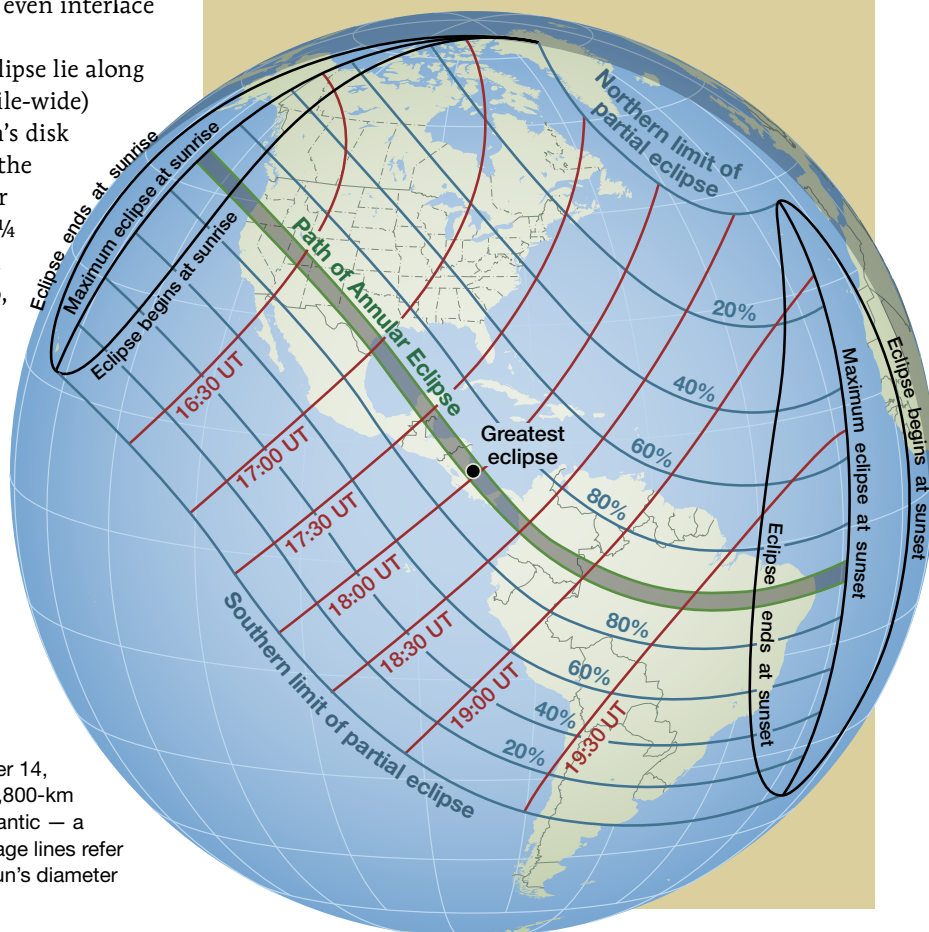 even interlace
lipse lie along
ile-wide)
n’s disk
the
r
¼
,
Eclipse ends at sunrise
Maximum eclipse at sunrise
Eclipse begins at sunrise
Northern limit of
partial eclipse
Path of Annular Eclipse
20%
40%
60%
80%
Greatest
eclipse
16:30 UT
17:00 UT
17:30 UT
18:00 UT
18:30 UT
19:00 UT
19:30 UT
80%
60%
40%
20%
Southern limit of partial eclipse
Eclipse ends at sunset
Maximum eclipse at sunset
Eclipse begins at sunset
er 14,
,800-km
antic — a
age lines refer
un’s diameter